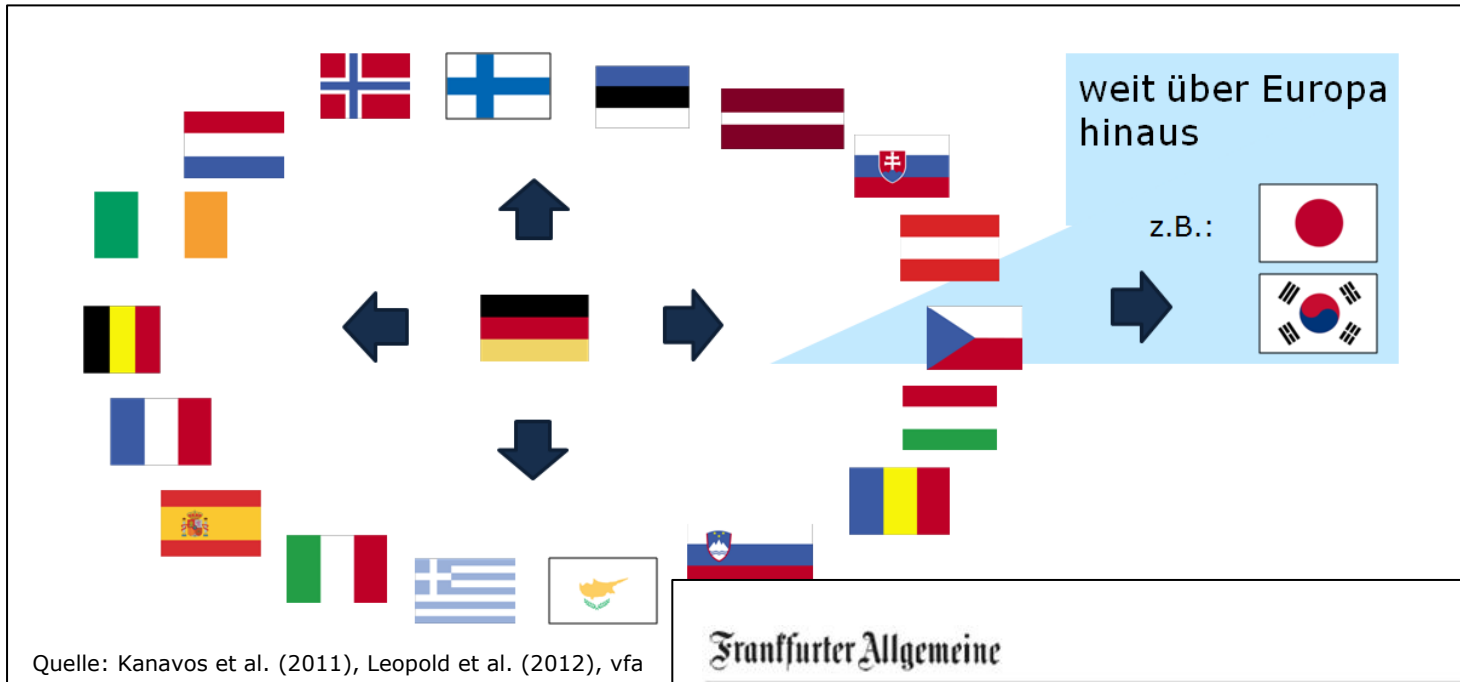 weit über Europa
hinaus
z.B.:
Quelle: Kanavos et al. (2011), Leopold et al. (2012), vfa
Frankfurter Allgemeine